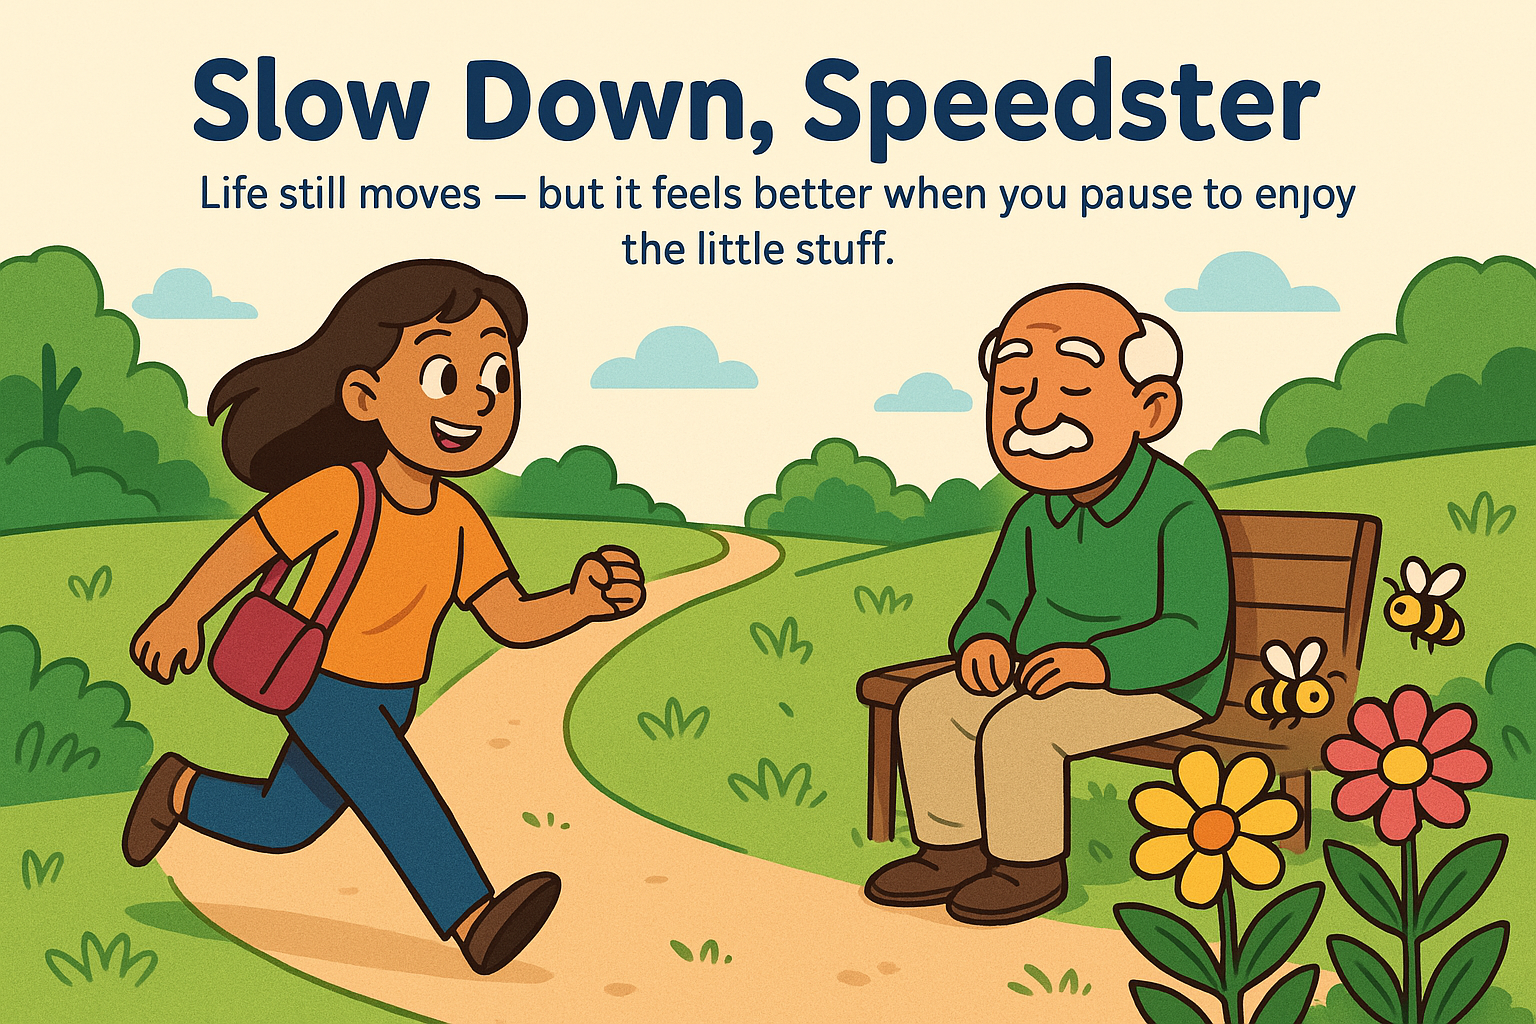 Slow Down, Speedster
Life still moves — but it feels better when you pause to enjoy
the little stuff.